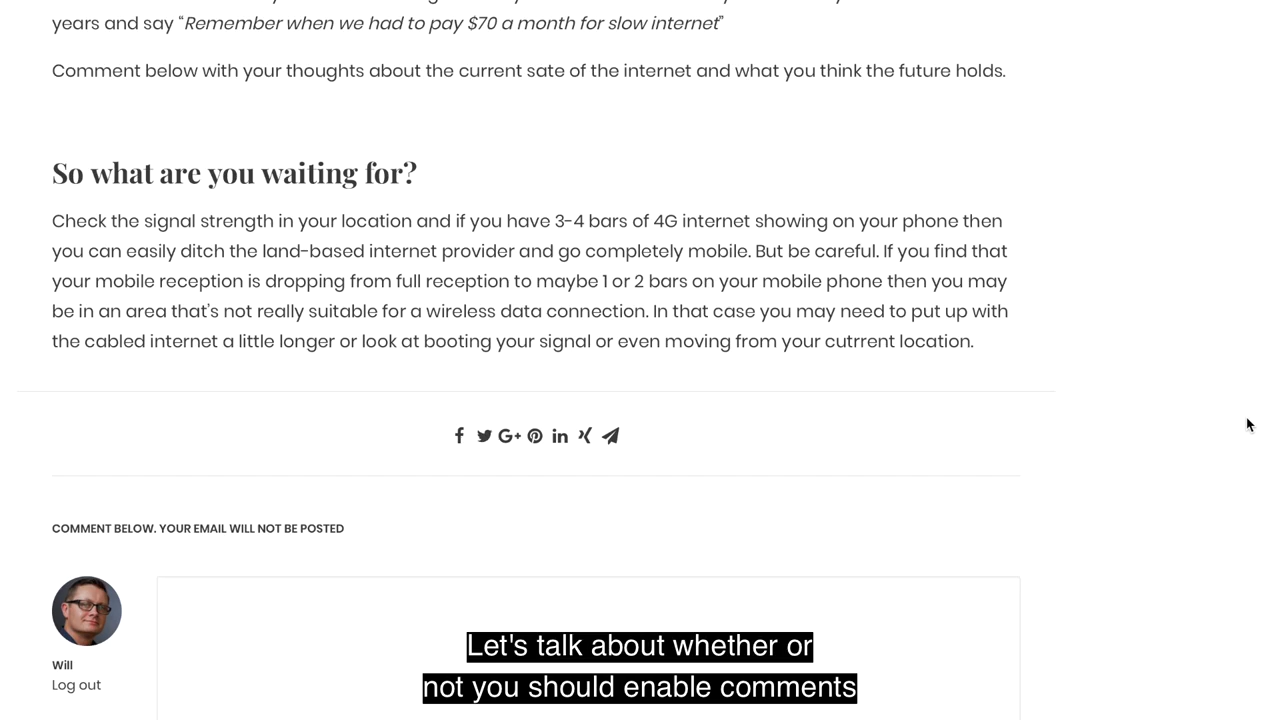 years and say “Remember when we had to pay $70 a month for slow internet”
Comment below with your thoughts about the current sate of the internet and what you think the future holds.
So what are you waiting for?
Check the signal strength in your location and if you have 3-4 bars of 4G internet showing on your phone then
you can easily ditch the land-based internet provider and go completely mobile. But be careful. If you find that
your mobile reception is dropping from full reception to maybe 1 or 2 bars on your mobile phone then you may
be in an area that's not really suitable for a wireless data connection. In that case you may need to put up with
the cabled internet a little longer or look at booting your signal or even moving from your cutrrent location.
COMMENT BELOW. YOUR EMAIL WILL NOT BE POSTED
Will
Log out
Let's talk about whether or
not you should enable comments